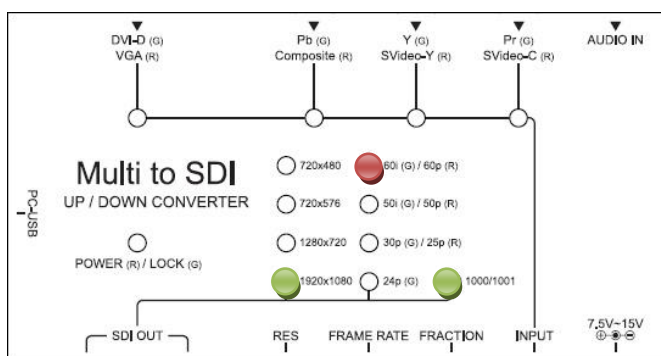 DVI-D (G)
VGA (R)
Pb (G)
Composite (R)
Y (G)
SVideo-Y (R)
Pr (G)
SVideo-C (R)
AUDIO IN
Multi to SDI
UP / DOWN CONVERTER
PC-USB
POWER (R) / LOCK (G)
720x480
60i (G) / 60p (R)
720x576
50i (G) / 50p (R)
1280x720
30p (G) / 25p (R)
1920x1080
24p (G)
1000/1001
SDI OUT
RES
FRAME RATE
FRACTION
INPUT
7.5V~15V